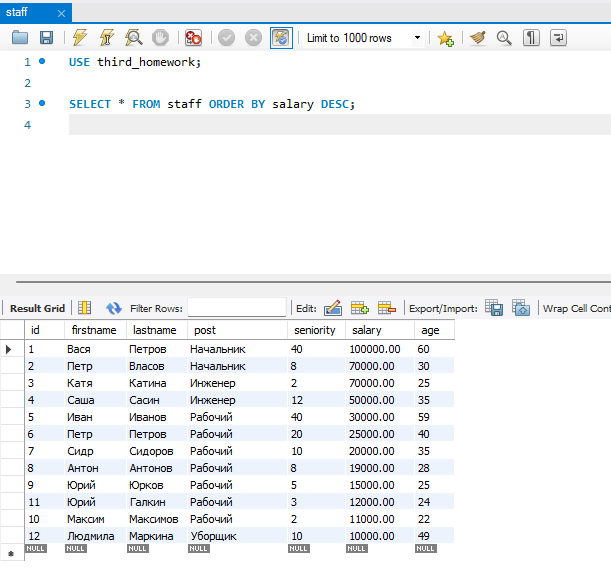 staff
Limit to 1000 rows
1 USE third_homework;
2
3 SELECT * FROM staff ORDER BY salary DESC;
4
Result Grid Filter Rows: Edit: Export/Import: Wrap Cell Cont
id firstname lastname post seniority salary age
1 Вася Петров Начальник 40 100000.00 60
2 Петр Власов Начальник 8 70000.00 30
3 Катя Катина Инженер 2 70000.00 25
4 Саша Сасин Инженер 12 50000.00 35
5 Иван Иванов Рабочий 40 30000.00 59
6 Петр Петров Рабочий 20 25000.00 40
7 Сидр Сидоров Рабочий 10 20000.00 35
8 Антон Антонов Рабочий 8 19000.00 28
9 Юрий Юрков Рабочий 5 15000.00 25
11 Юрий Галкин Рабочий 3 12000.00 24
10 Максим Максимов Рабочий 2 11000.00 22
12 Людмила Маркина Уборщик 10 10000.00 49
NULL NULL NULL NULL NULL NULL NULL